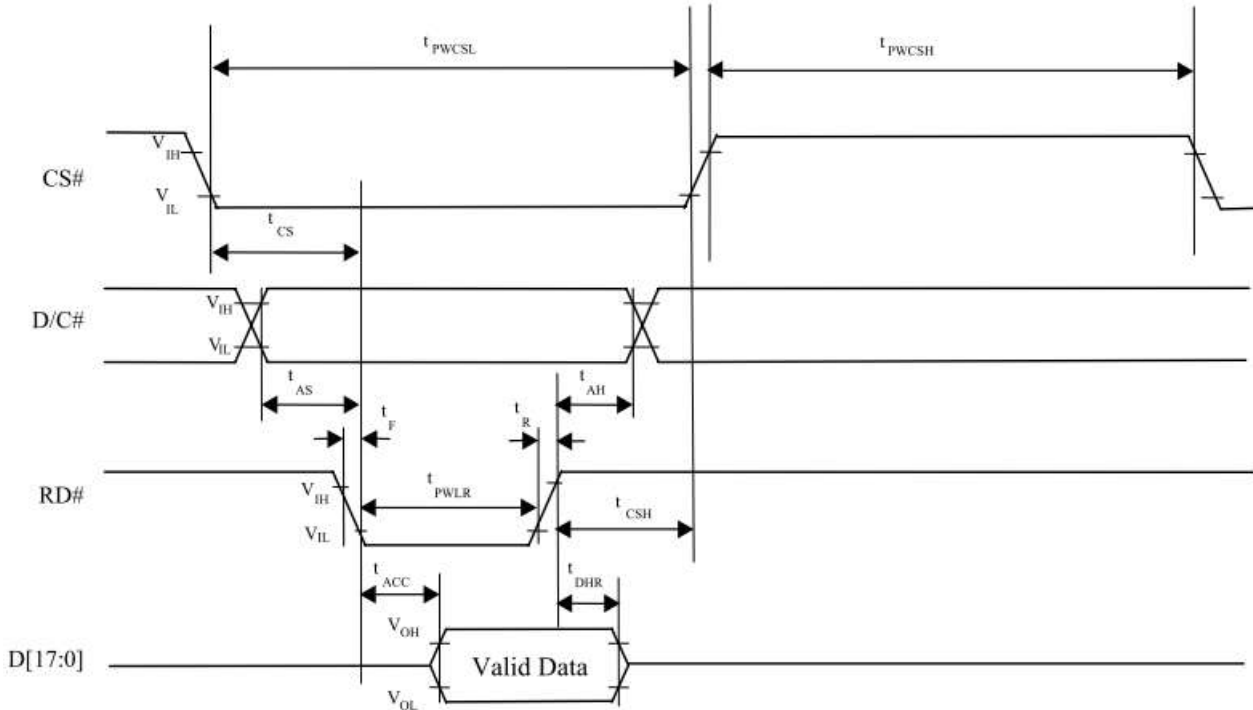 t PWCSL
t PWCSH
CS#
V IH
V IL
t CS
D/C#
V IH
V IL
t AS
t F
t R
t AH
RD#
V IH
V IL
t PWLR
t CSH
t ACC
t DHR
D[17:0]
V OH
V OL
Valid Data